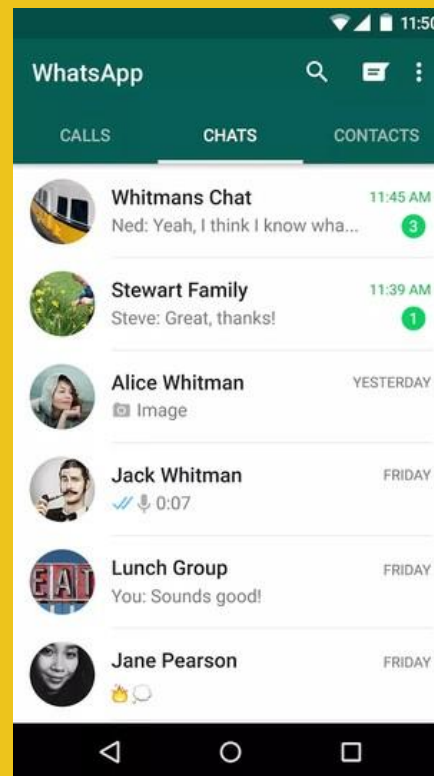 11:50
WhatsApp
CALLS CHATS CONTACTS
Whitmans Chat 11:45 AM
Ned: Yeah, I think I know wha... 3
Stewart Family 11:39 AM
Steve: Great, thanks! 1
Alice Whitman YESTERDAY
Image
Jack Whitman FRIDAY
0:07
EAT
Lunch Group FRIDAY
You: Sounds good!
Jane Pearson FRIDAY
🔥💭